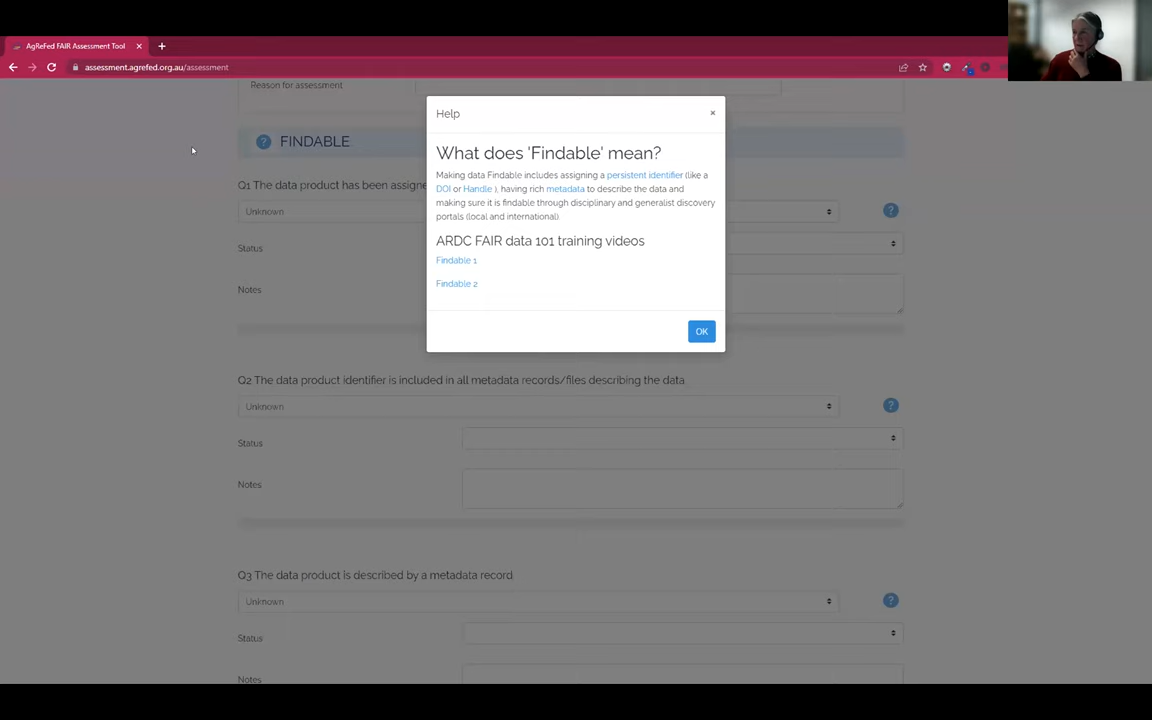 AgReFed FAIR Assessment Tool
assessment.agrefed.org.au/assessment
Reason for assessment
? FINDABLE
Q1 The data product has been assigne
Unknown
?
Status
Notes
Help
×
What does 'Findable' mean?
Making data Findable includes assigning a persistent identifier (like a
DOI or Handle ), having rich metadata to describe the data and
making sure it is findable through disciplinary and generalist discovery
portals (local and international).
ARDC FAIR data 101 training videos
Findable 1
Findable 2
OK
Q2 The data product identifier is included in all metadata records/files describing the data.
Unknown
?
Status
Notes
Q3 The data product is described by a metadata record.
Unknown
?
Status
Notes